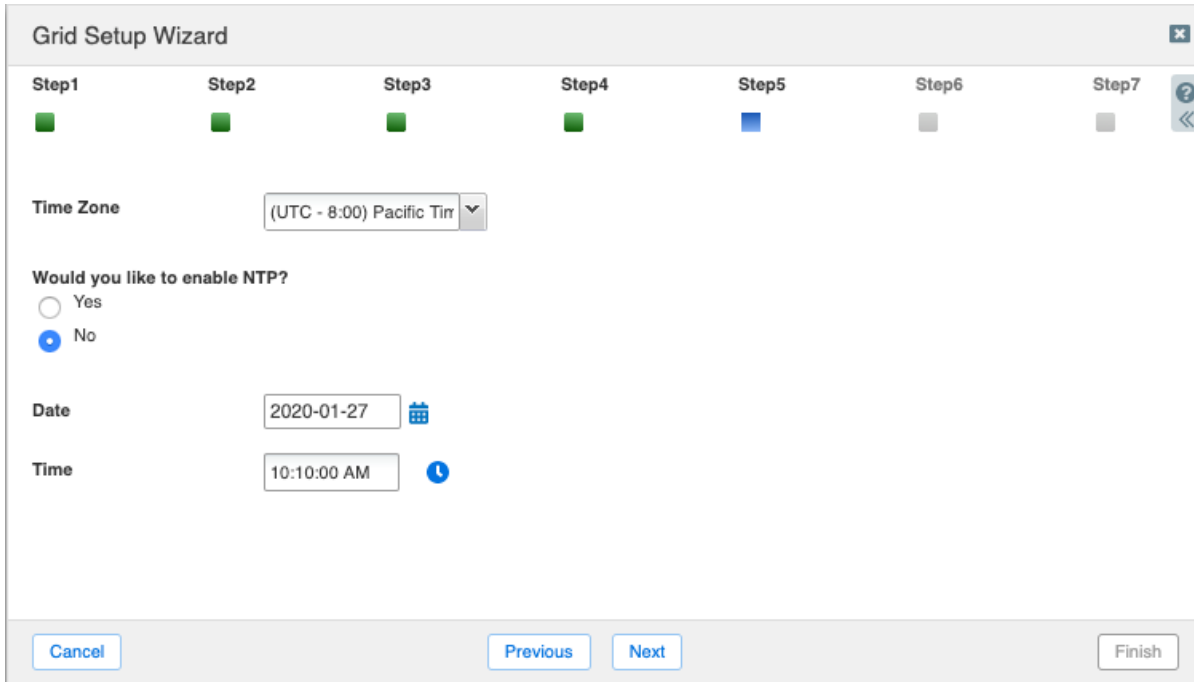 Grid Setup Wizard
Step1 Step2 Step3 Step4 Step5 Step6 Step7
Time Zone (UTC - 8:00) Pacific Tim
Would you like to enable NTP?
Yes
No
Date 2020-01-27
Time 10:10:00 AM
Cancel Previous Next Finish